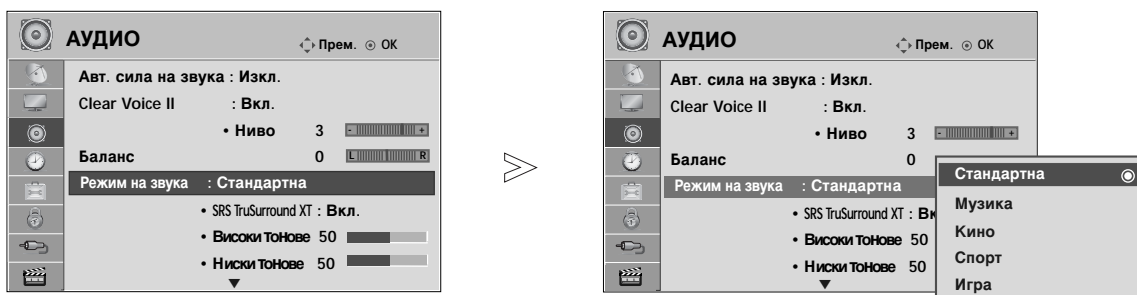 АУДИО Прем. ОК
Авт. сила на звука : Изкл.
Clear Voice II : Вкл.
• Ниво 3 - +
Баланс 0 L R
Режим на звука : Стандартна
• SRS TruSurround XT : Вкл.
• Високи ТоНове 50
• Ниски ТоНове 50
АУДИО Прем. ОК
Авт. сила на звука : Изкл.
Clear Voice II : Вкл.
• Ниво 3 - +
Баланс 0
Режим на звука : Стандартна
• SRS TruSurround XT : Вк
• Високи ТоНове 50
• Ниски ТоНове 50
Стандартна
Музика
Кино
Спорт
Игра